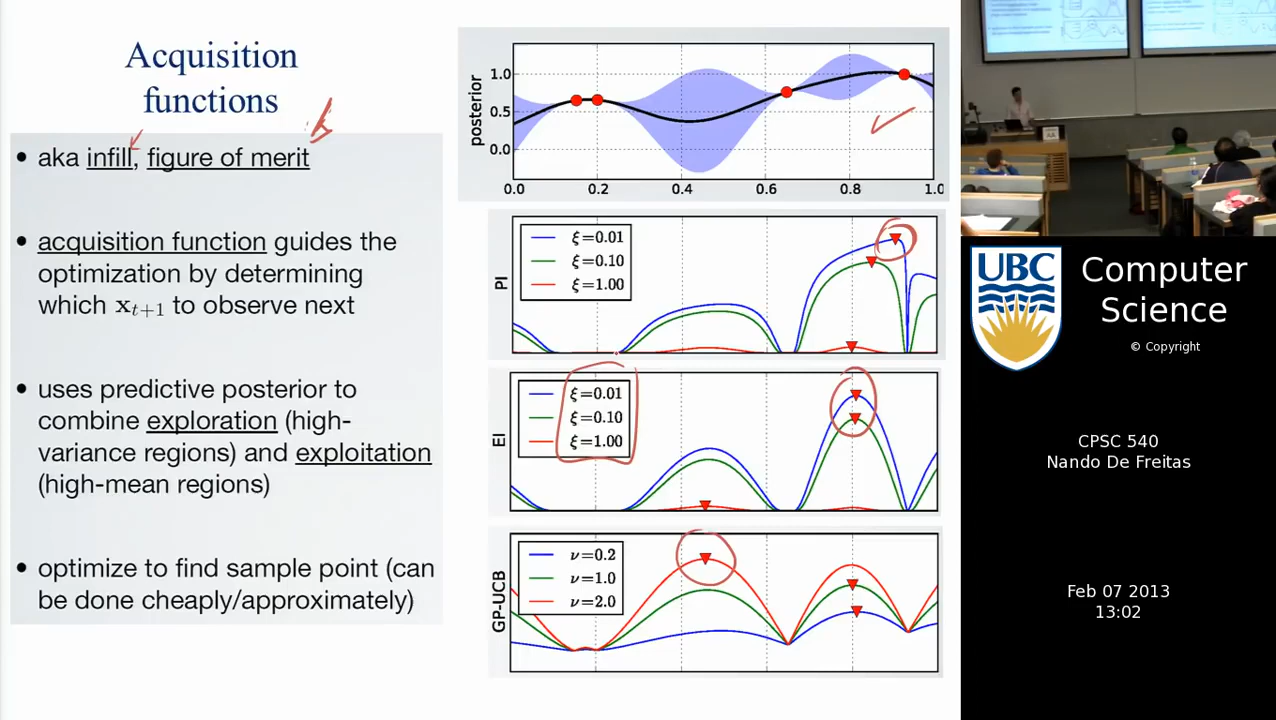 Acquisition
functions
• aka infill, figure of merit
• acquisition function guides the
optimization by determining
which x_{t+1} to observe next
• uses predictive posterior to
combine exploration (high-
variance regions) and exploitation
(high-mean regions)
• optimize to find sample point (can
be done cheaply/approximately)
posterior
1.0
0.5
0.0
0.0 0.2 0.4 0.6 0.8 1.0
PI
ξ=0.01
ξ=0.10
ξ=1.00
EI
ξ=0.01
ξ=0.10
ξ=1.00
GP-UCB
ν=0.2
ν=1.0
ν=2.0
UBC
Computer
Science
© Copyright
CPSC 540
Nando De Freitas
Feb 07 2013
13:02